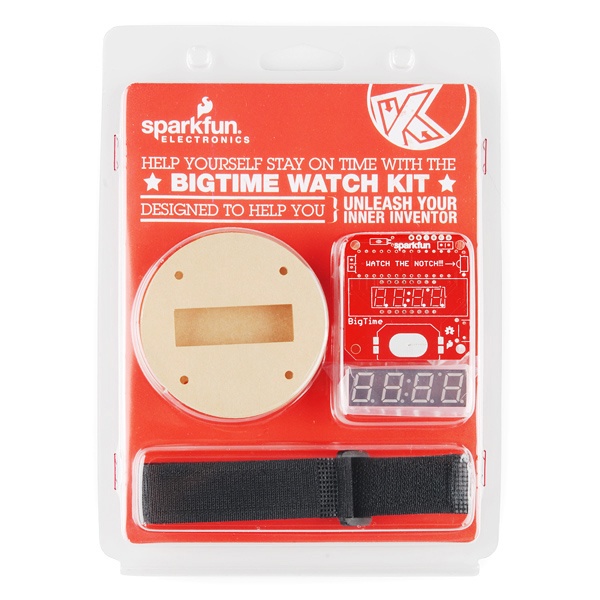 sparkfun.
ELECTRONICS
K
HELP YOURSELF STAY ON TIME WITH THE
★ BIGTIME WATCH KIT ★
DESIGNED TO HELP YOU } UNLEASH YOUR
INNER INVENTOR
sparkfun
WATCH THE NOTCH!!! →
BigTime